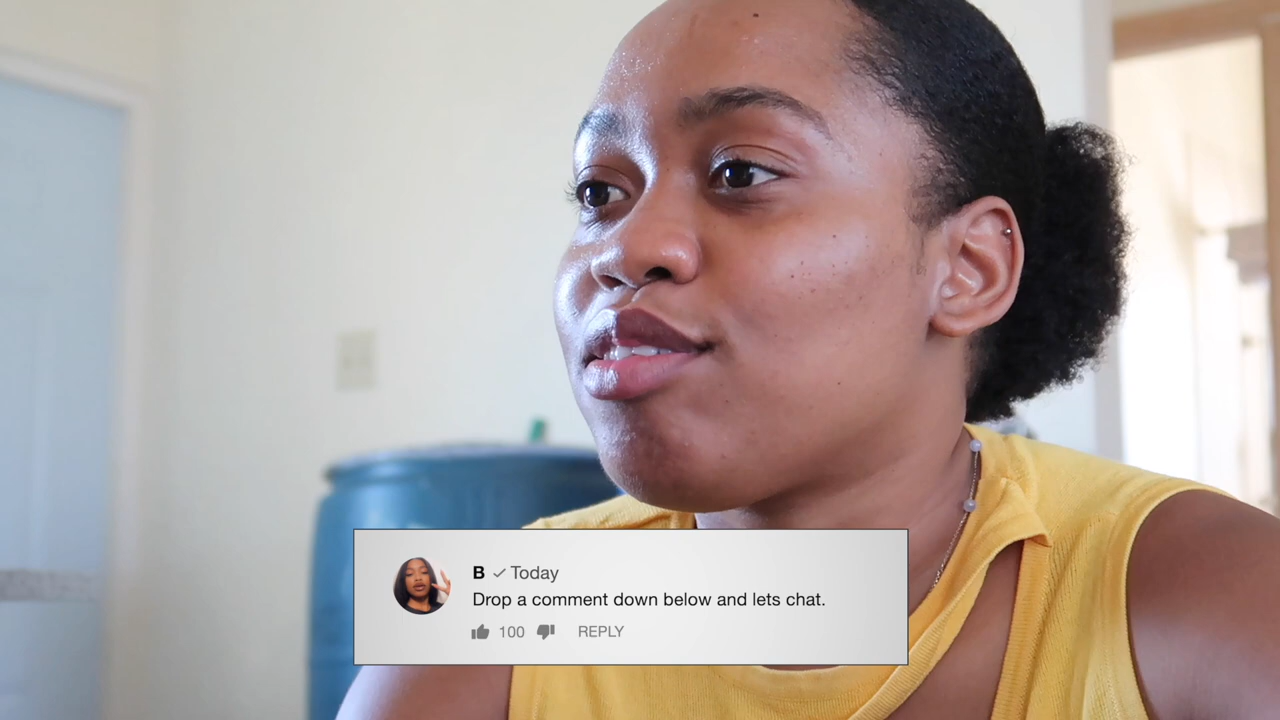 B ✓ Today
Drop a comment down below and lets chat.
100 REPLY